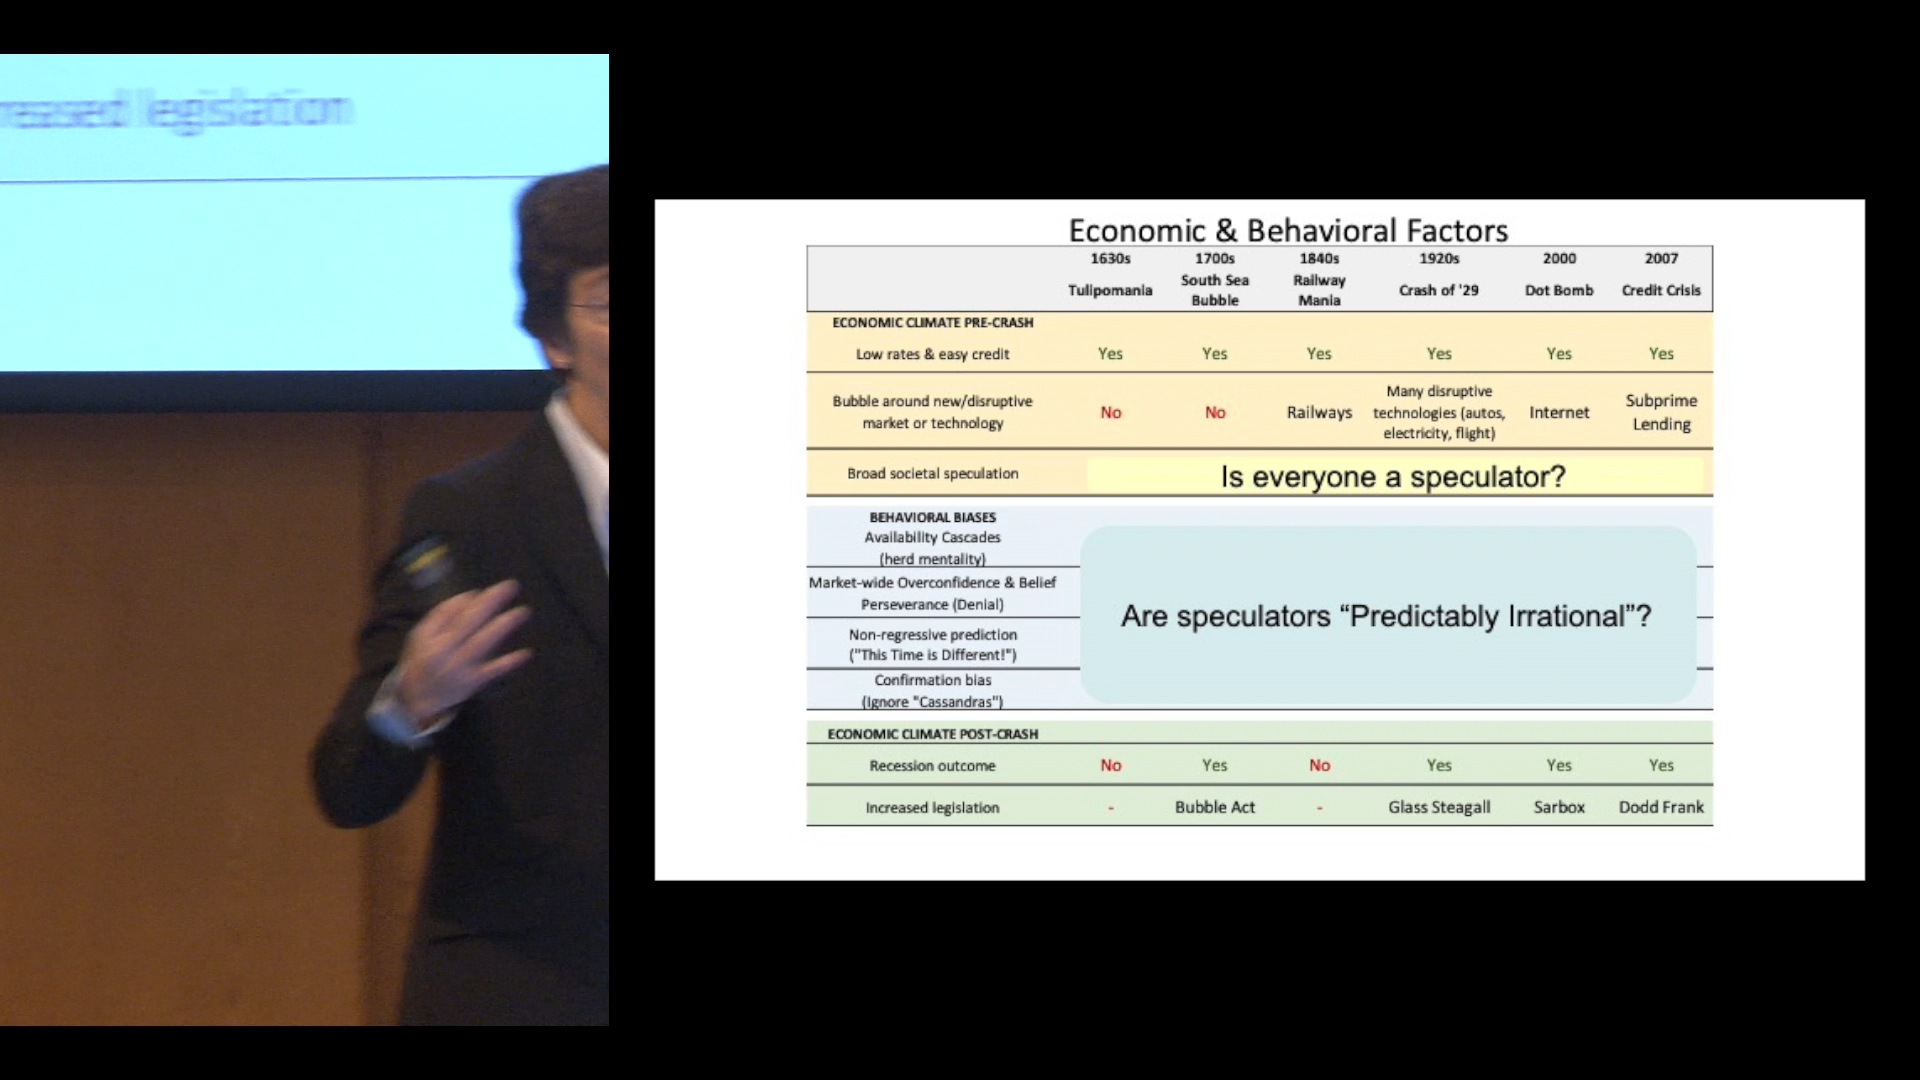 reased legislation
Economic & Behavioral Factors
1630s 1700s 1840s 1920s 2000 2007
Tulipomania South Sea Bubble Railway Mania Crash of '29 Dot Bomb Credit Crisis
ECONOMIC CLIMATE PRE-CRASH
Low rates & easy credit Yes Yes Yes Yes Yes Yes
Bubble around new/disruptive
market or technology
No No Railways
Many disruptive
technologies (autos,
electricity, flight)
Internet
Subprime
Lending
Broad societal speculation Is everyone a speculator?
BEHAVIORAL BIASES
Availability Cascades
(herd mentality)
Market-wide Overconfidence & Belief
Perseverance (Denial)
Non-regressive prediction
("This Time is Different!")
Confirmation bias
(Ignore "Cassandras")
Are speculators “Predictably Irrational”?
ECONOMIC CLIMATE POST-CRASH
Recession outcome No Yes No Yes Yes Yes
Increased legislation - Bubble Act - Glass Steagall Sarbox Dodd Frank